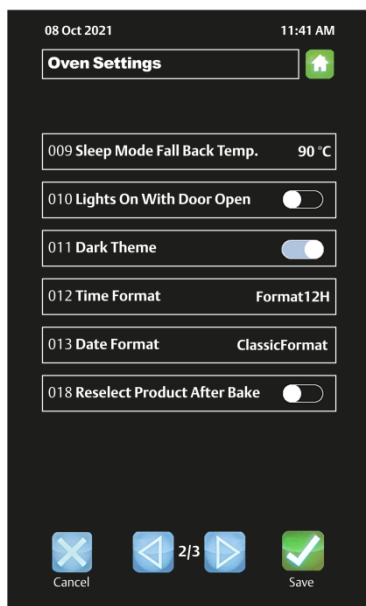 08 Oct 2021 11:41 AM
Oven Settings
009 Sleep Mode Fall Back Temp. 90 °C
010 Lights On With Door Open
011 Dark Theme
012 Time Format Format12H
013 Date Format ClassicFormat
018 Reselect Product After Bake
2/3
Cancel Save